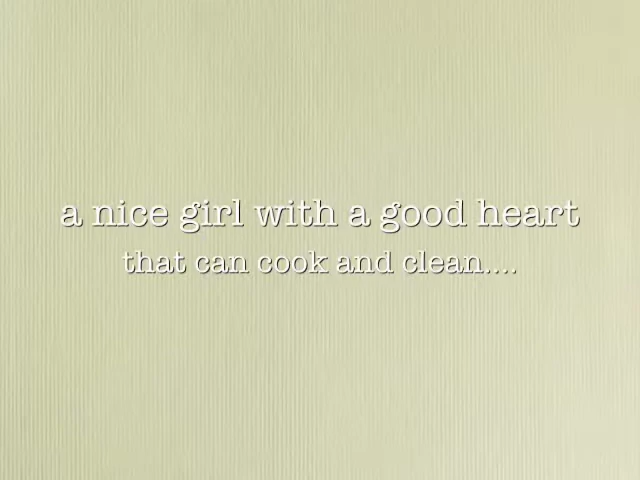 a nice girl with a good heart
that can cook and clean....